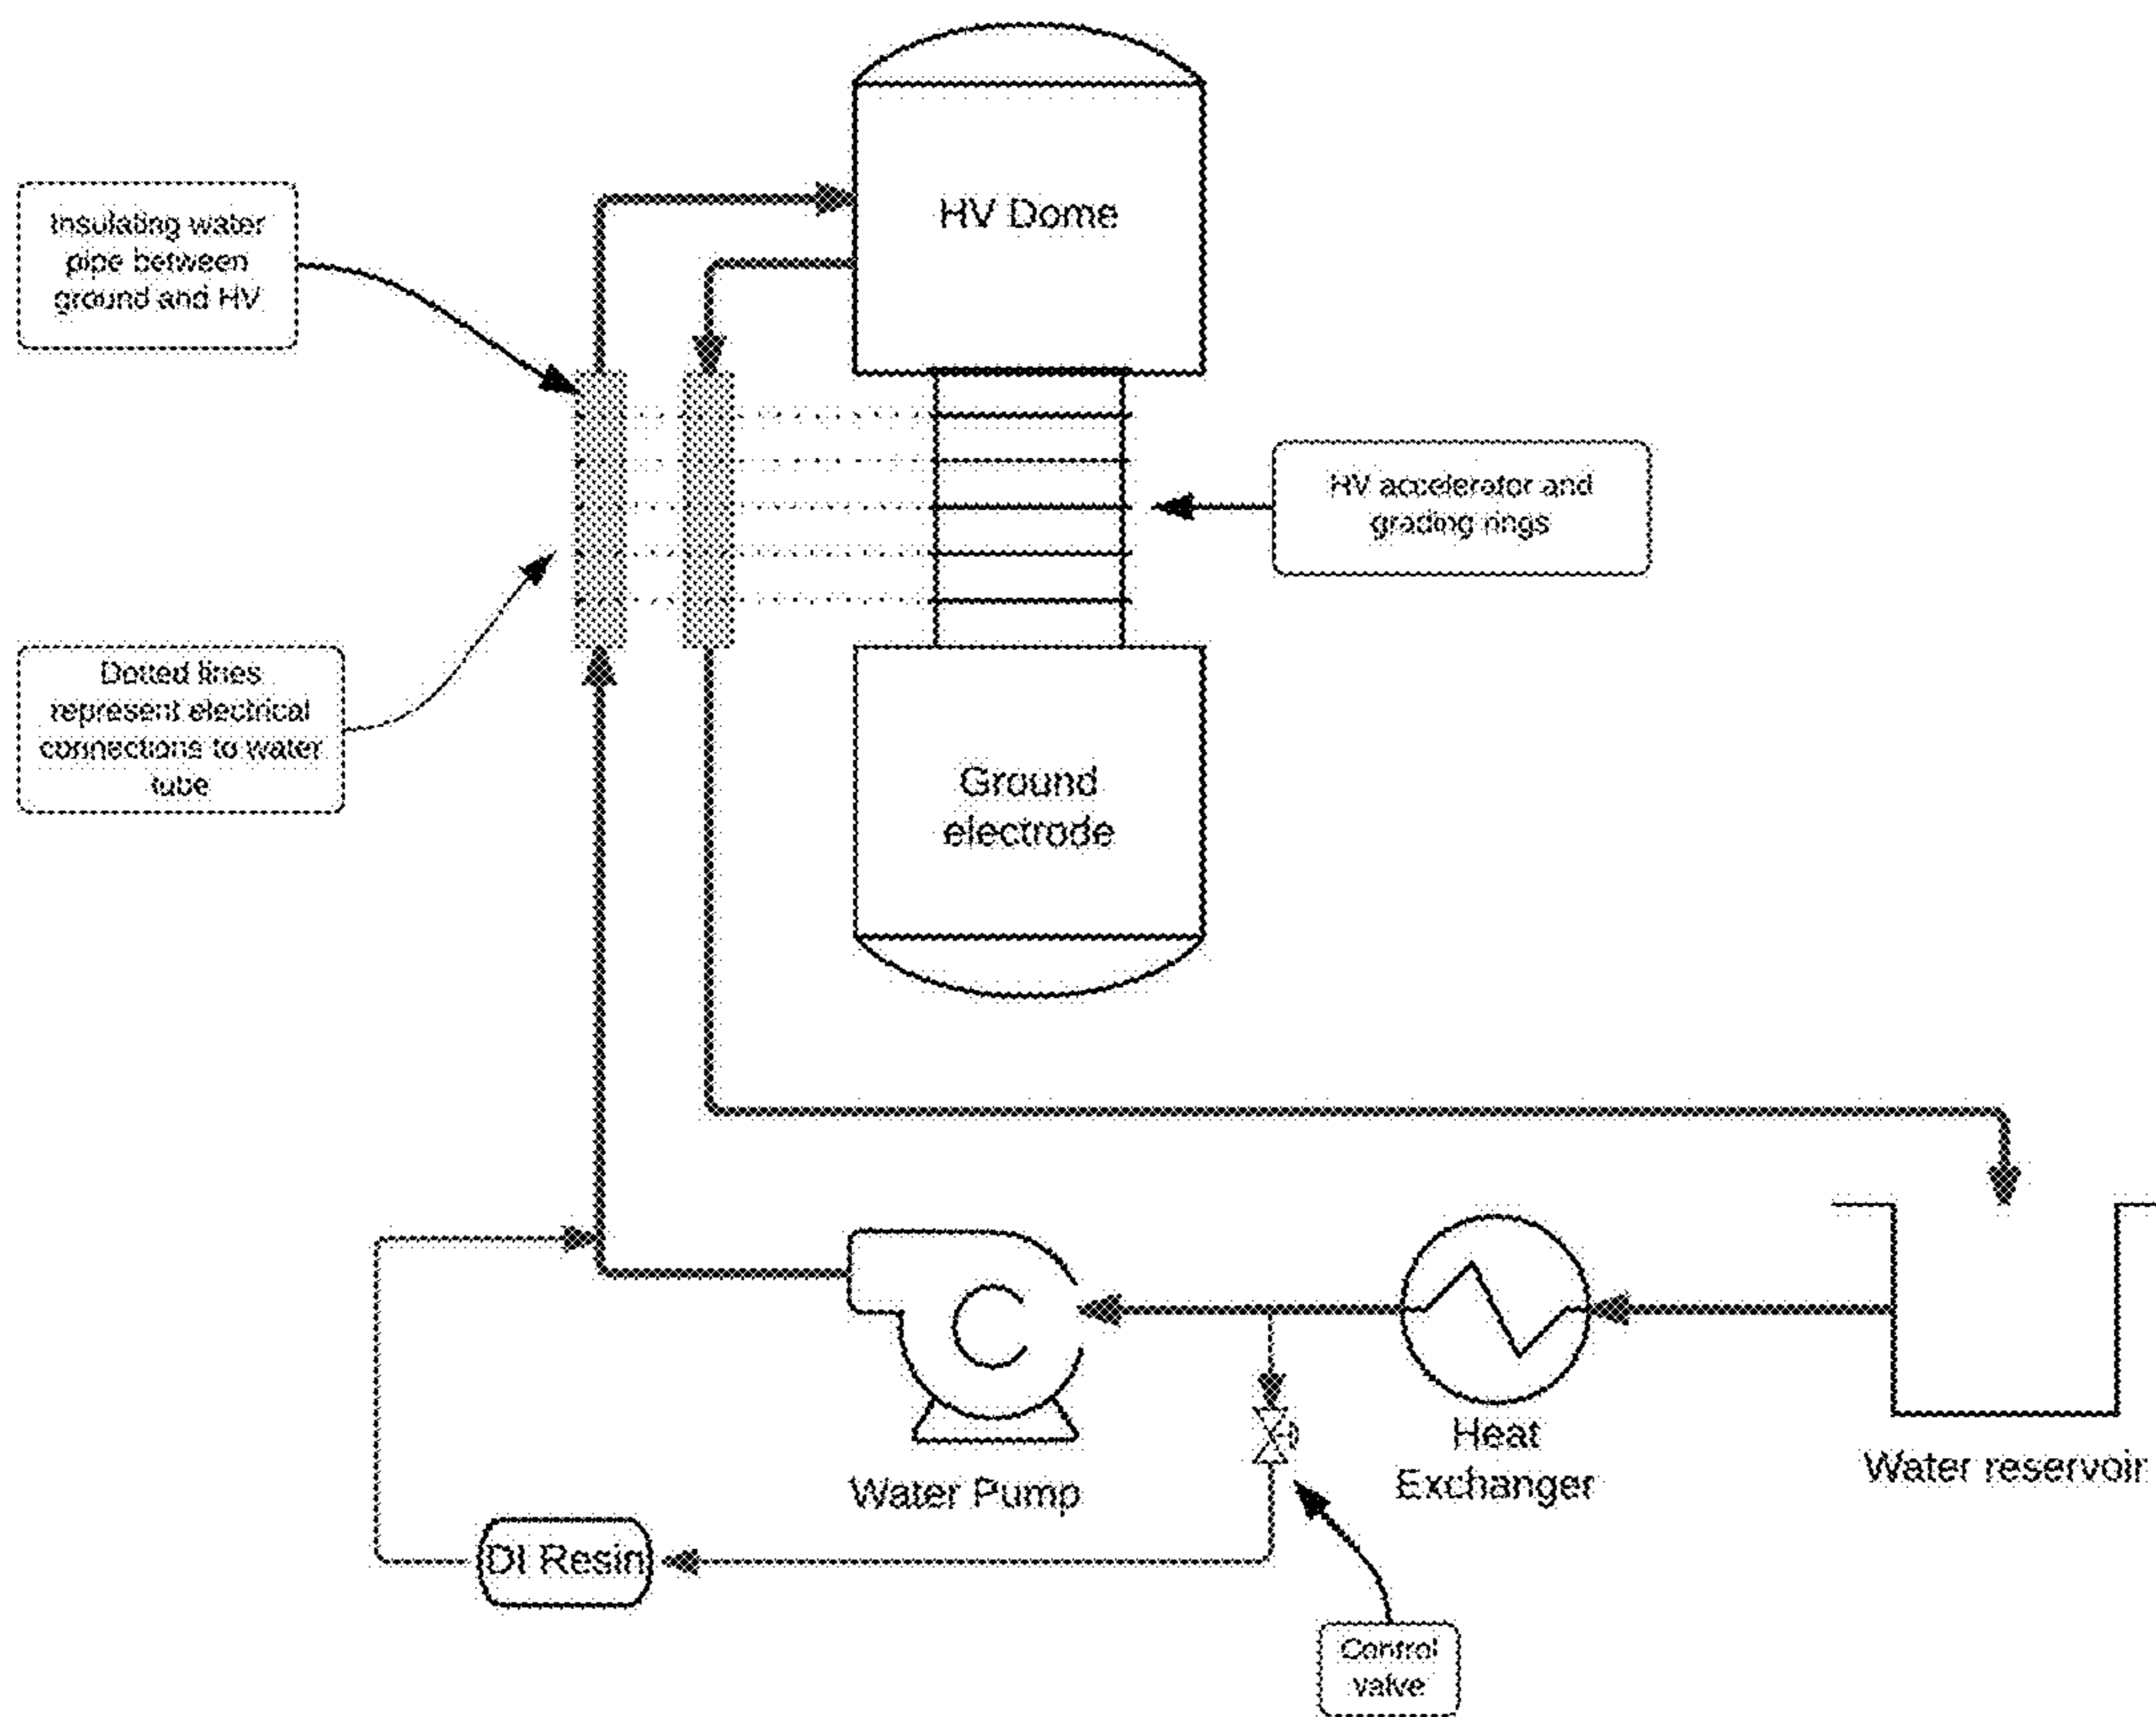 HV Dome
Insulating water
pipe between
ground and HV
HV accelerator and
grading rings
Dotted lines
represent electrical
connections to water
tube
Ground
electrode
Heat
Exchanger
Water reservoir
Water Pump
DI Resin
Control
valve